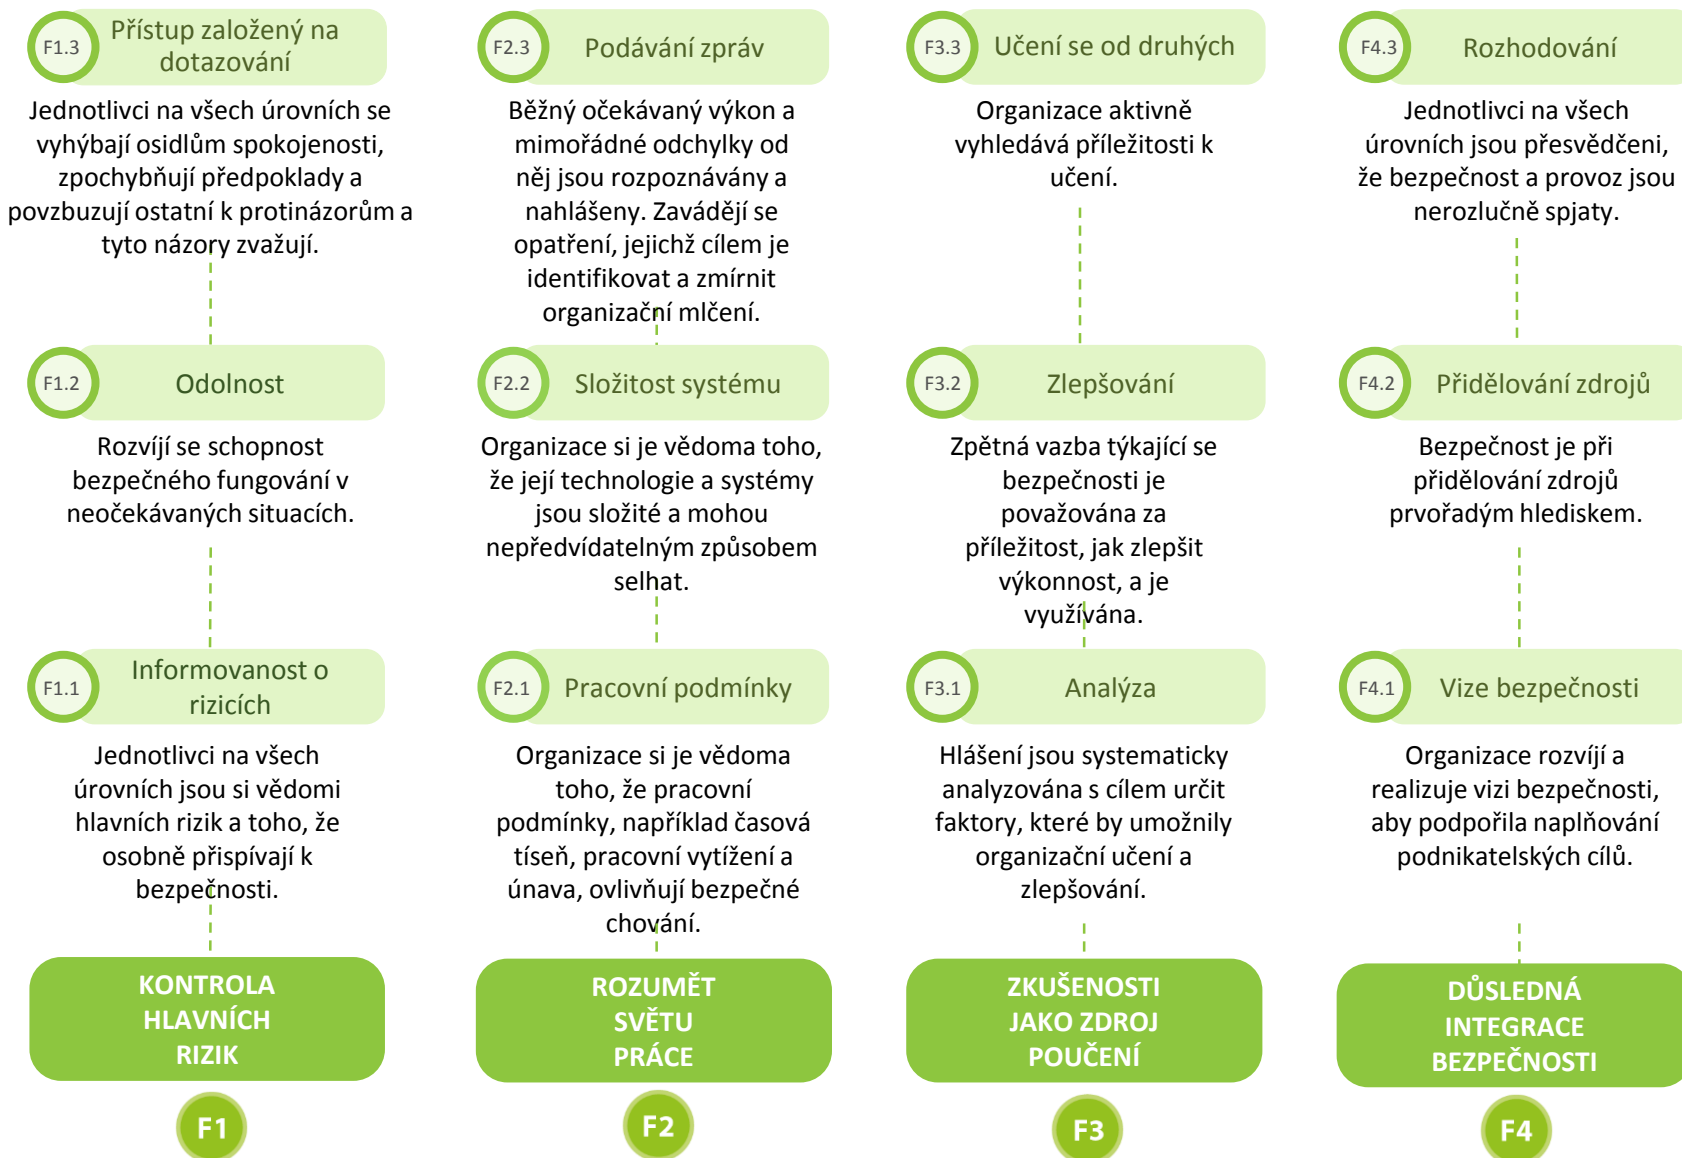 F1.3
Přístup založený na
dotazování
Jednotlivci na všech úrovních se
vyhýbají osidlům spokojenosti,
zpochybňují předpoklady a
povzbuzují ostatní k protinázorům a
tyto názory zvažují.
F1.2
Odolnost
Rozvíjí se schopnost
bezpečného fungování v
neočekávaných situacích.
F1.1
Informovanost o
rizicích
Jednotlivci na všech
úrovních jsou si vědomi
hlavních rizik a toho, že
osobně přispívají k
bezpečnosti.
KONTROLA
HLAVNÍCH
RIZIK
F1
F2.3
Podávání zpráv
Běžný očekávaný výkon a
mimořádné odchylky od
něj jsou rozpoznávány a
nahlášeny. Zavádějí se
opatření, jejichž cílem je
identifikovat a zmírnit
organizační mlčení.
F2.2
Složitost systému
Organizace si je vědoma toho,
že její technologie a systémy
jsou složité a mohou
nepředvídatelným způsobem
selhat.
F2.1
Pracovní podmínky
Organizace si je vědoma
toho, že pracovní
podmínky, například časová
tíseň, pracovní vytížení a
únava, ovlivňují bezpečné
chování.
ROZUMĚT
SVĚTU
PRÁCE
F2
F3.3
Učení se od druhých
Organizace aktivně
vyhledává příležitosti k
učení.
F3.2
Zlepšování
Zpětná vazba týkající se
bezpečnosti je
považována za
příležitost, jak zlepšit
výkonnost, a je
využívána.
F3.1
Analýza
Hlášení jsou systematicky
analyzována s cílem určit
faktory, které by umožnily
organizační učení a
zlepšování.
ZKUŠENOSTI
JAKO ZDROJ
POUČENÍ
F3
F4.3
Rozhodování
Jednotlivci na všech
úrovních jsou přesvědčeni,
že bezpečnost a provoz jsou
nerozlučně spjaty.
F4.2
Přidělování zdrojů
Bezpečnost je při
přidělování zdrojů
prvořadým hlediskem.
F4.1
Vize bezpečnosti
Organizace rozvíjí a
realizuje vizi bezpečnosti,
aby podpořila naplňování
podnikatelských cílů.
DŮSLEDNÁ
INTEGRACE
BEZPEČNOSTI
F4